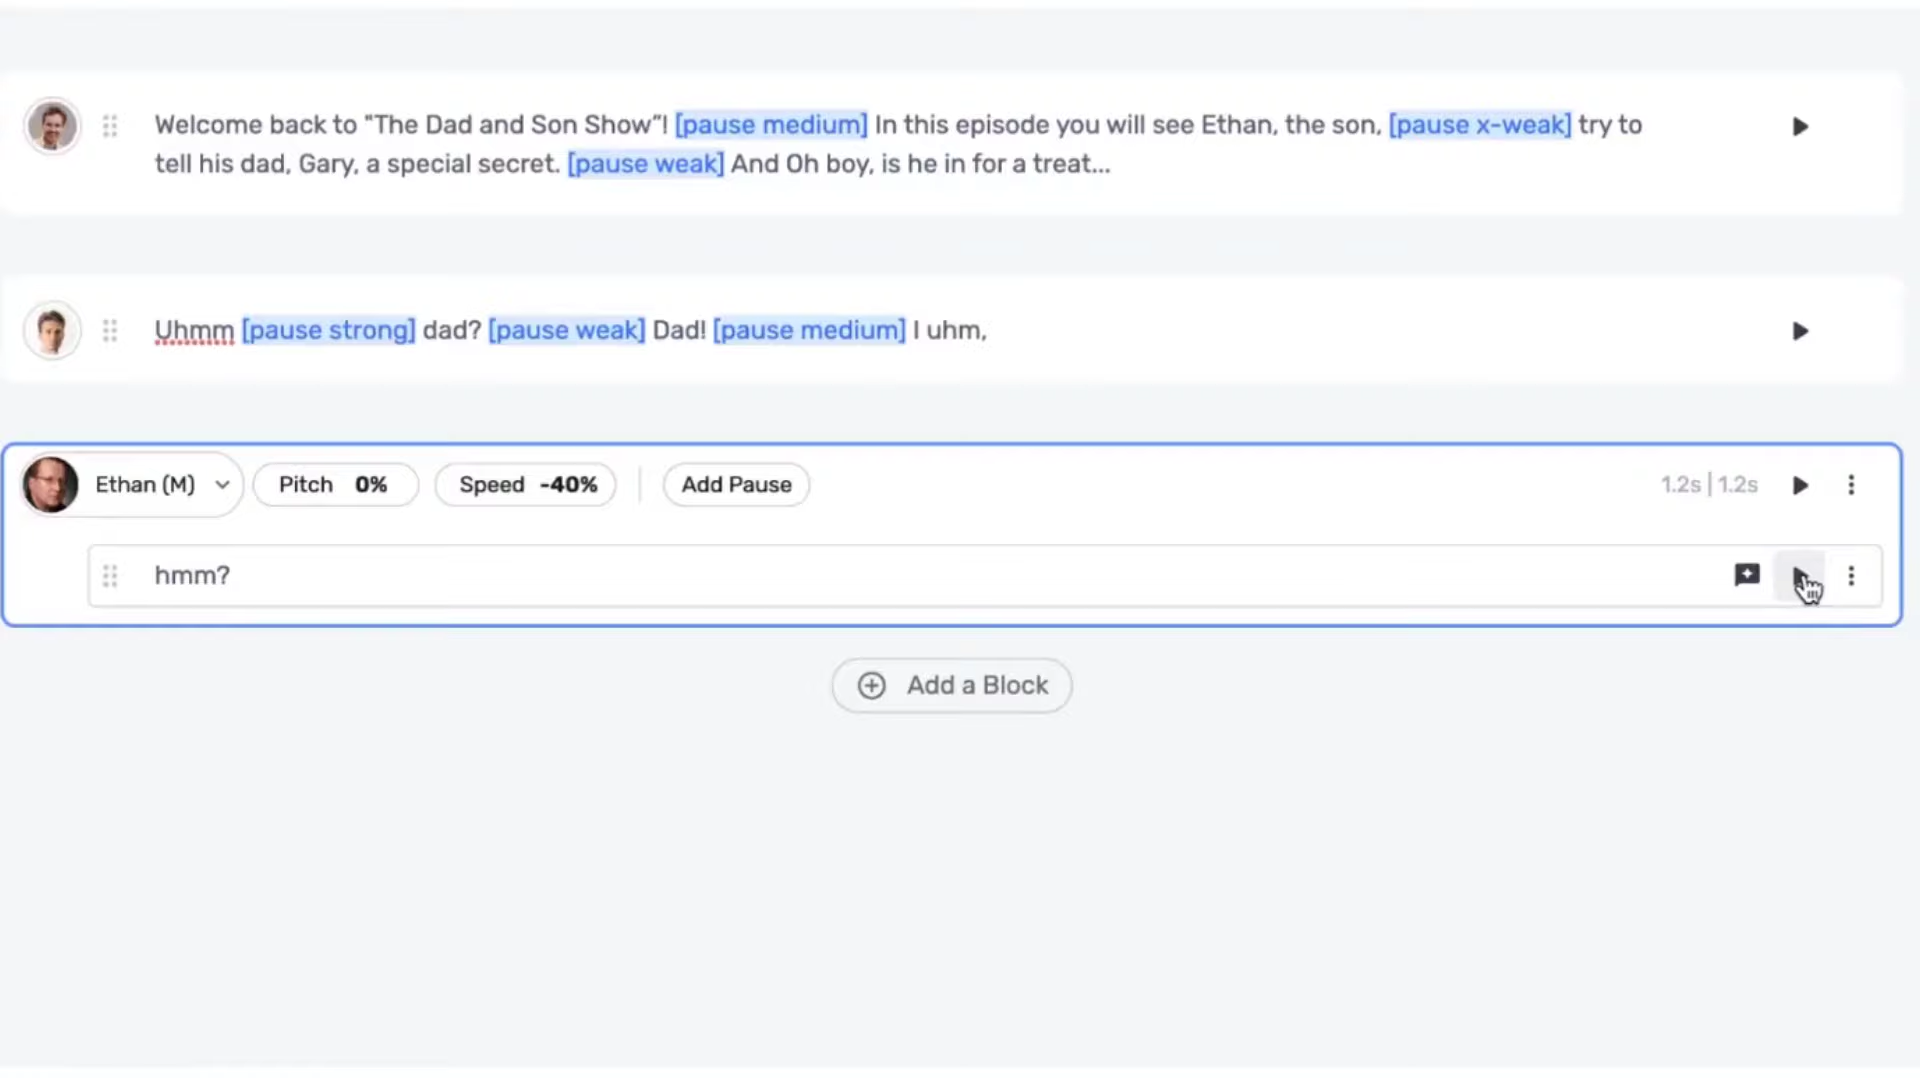 Welcome back to "The Dad and Son Show"! [pause medium] In this episode you will see Ethan, the son, [pause x-weak] try to
tell his dad, Gary, a special secret. [pause weak] And Oh boy, is he in for a treat...
Uhmm [pause strong] dad? [pause weak] Dad! [pause medium] I uhm,
Ethan (M) Pitch 0% Speed -40% Add Pause 1.2s | 1.2s
hmm?
Add a Block